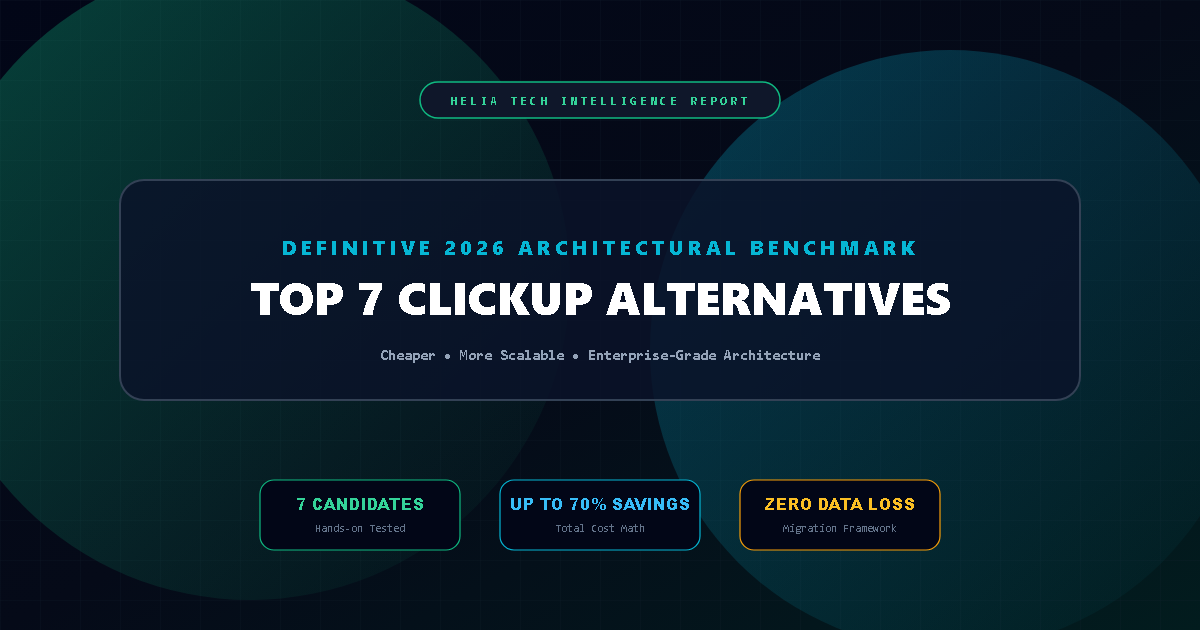 HELIA TECH INTELLIGENCE REPORT
DEFINITIVE 2026 ARCHITECTURAL BENCHMARK
TOP 7 CLICKUP ALTERNATIVES
Cheaper • More Scalable • Enterprise-Grade Architecture
7 CANDIDATES
Hands-on Tested
UP TO 70% SAVINGS
Total Cost Math
ZERO DATA LOSS
Migration Framework